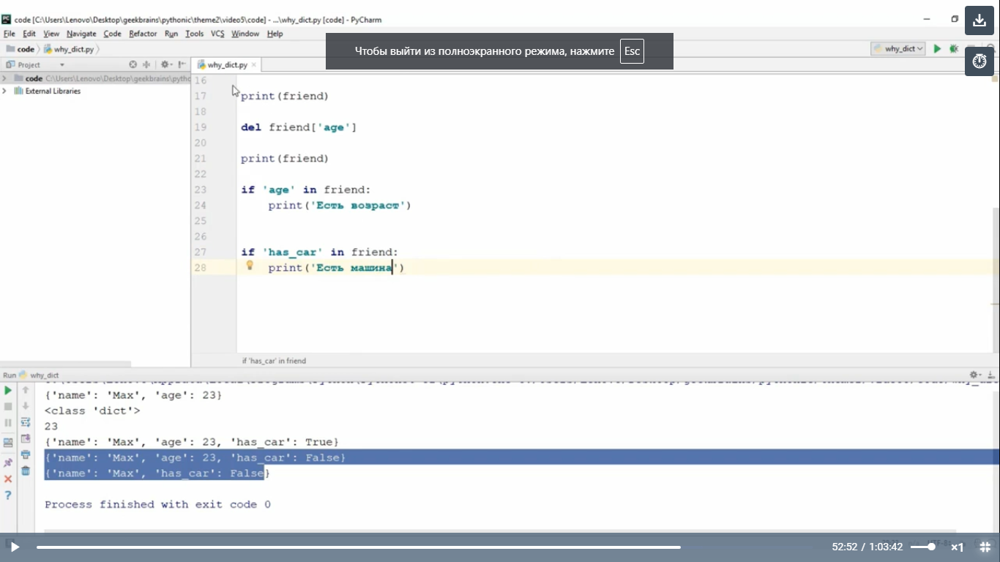 code [C:\Users\Lenovo\Desktop\geekbrains\pythonic\theme2\video5\code] - ...\why_dict.py [code] - PyCharm
File Edit View Navigate Code Refactor Run Tools VCS Window Help
Чтобы выйти из полноэкранного режима, нажмите Esc
code why_dict.py
why_dict
Project
why_dict.py
code C:\Users\Lenovo\Desktop\geekbrains\pythc
External Libraries
16
17 print(friend)
18
19 del friend['age']
20
21 print(friend)
22
23 if 'age' in friend:
24 print('Есть возраст')
25
26
27 if 'has_car' in friend:
28 print('Есть машина')
if 'has_car' in friend
Run why_dict
{'name': 'Max', 'age': 23}
<class 'dict'>
23
{'name': 'Max', 'age': 23, 'has_car': True}
{'name': 'Max', 'age': 23, 'has_car': False}
{'name': 'Max', 'has_car': False}
Process finished with exit code 0
52:52 / 1:03:42 ×1